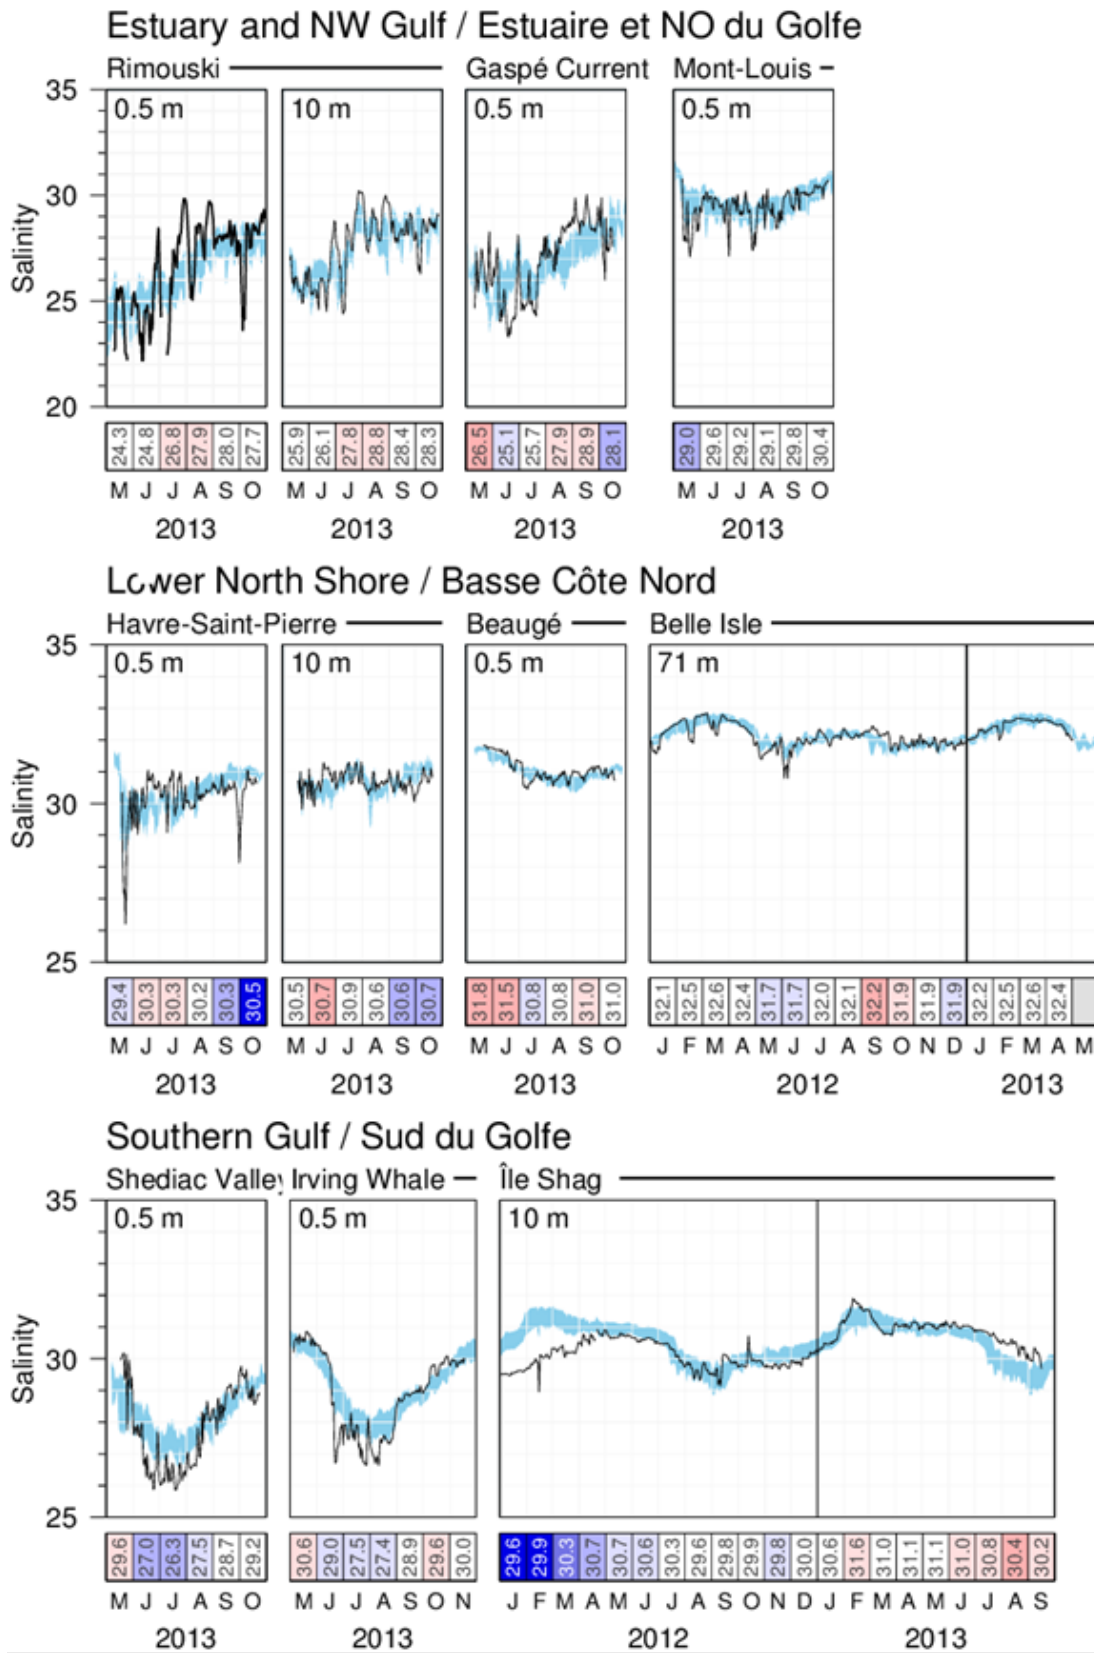 Estuary and NW Gulf / Estuaire et NO du Golfe
Rimouski Gaspé Current Mont-Louis
35 0.5 m 10 m 0.5 m 0.5 m
30
Salinity
25
20
24.3 24.8 26.8 27.9 28.0 27.7 25.9 26.1 27.8 28.8 28.4 28.3 26.5 25.1 25.7 27.9 28.9 28.1 29.0 29.6 29.2 29.1 29.8 30.4
M J J A S O M J J A S O M J J A S O M J J A S O
2013 2013 2013 2013
Lower North Shore / Basse Côte Nord
Havre-Saint-Pierre Beaugé Belle Isle
35 0.5 m 10 m 0.5 m 71 m
Salinity
30
25
29.4 30.3 30.3 30.2 30.3 30.5 30.5 30.7 30.9 30.6 30.6 30.7 31.8 31.5 30.8 30.8 31.0 31.0 32.1 32.5 32.6 32.4 31.7 31.7 32.0 32.1 32.2 31.9 31.9 31.9 32.2 32.5 32.6 32.4
M J J A S O M J J A S O M J J A S O J F M A M J J A S O N D J F M A M
2013 2013 2013 2012 2013
Southern Gulf / Sud du Golfe
Shediac Valley Irving Whale Île Shag
35 0.5 m 0.5 m 10 m
Salinity
30
25
29.6 27.0 26.3 27.5 28.7 29.2 30.6 29.0 27.5 27.4 28.9 29.6 30.0 29.6 29.9 30.3 30.7 30.7 30.6 30.3 29.6 29.8 29.9 29.8 30.0 30.6 31.6 31.0 31.1 31.1 31.0 30.8 30.4 30.2
M J J A S O M J J A S O N J F M A M J J A S O N D J F M A M J J A S
2013 2013 2012 2013